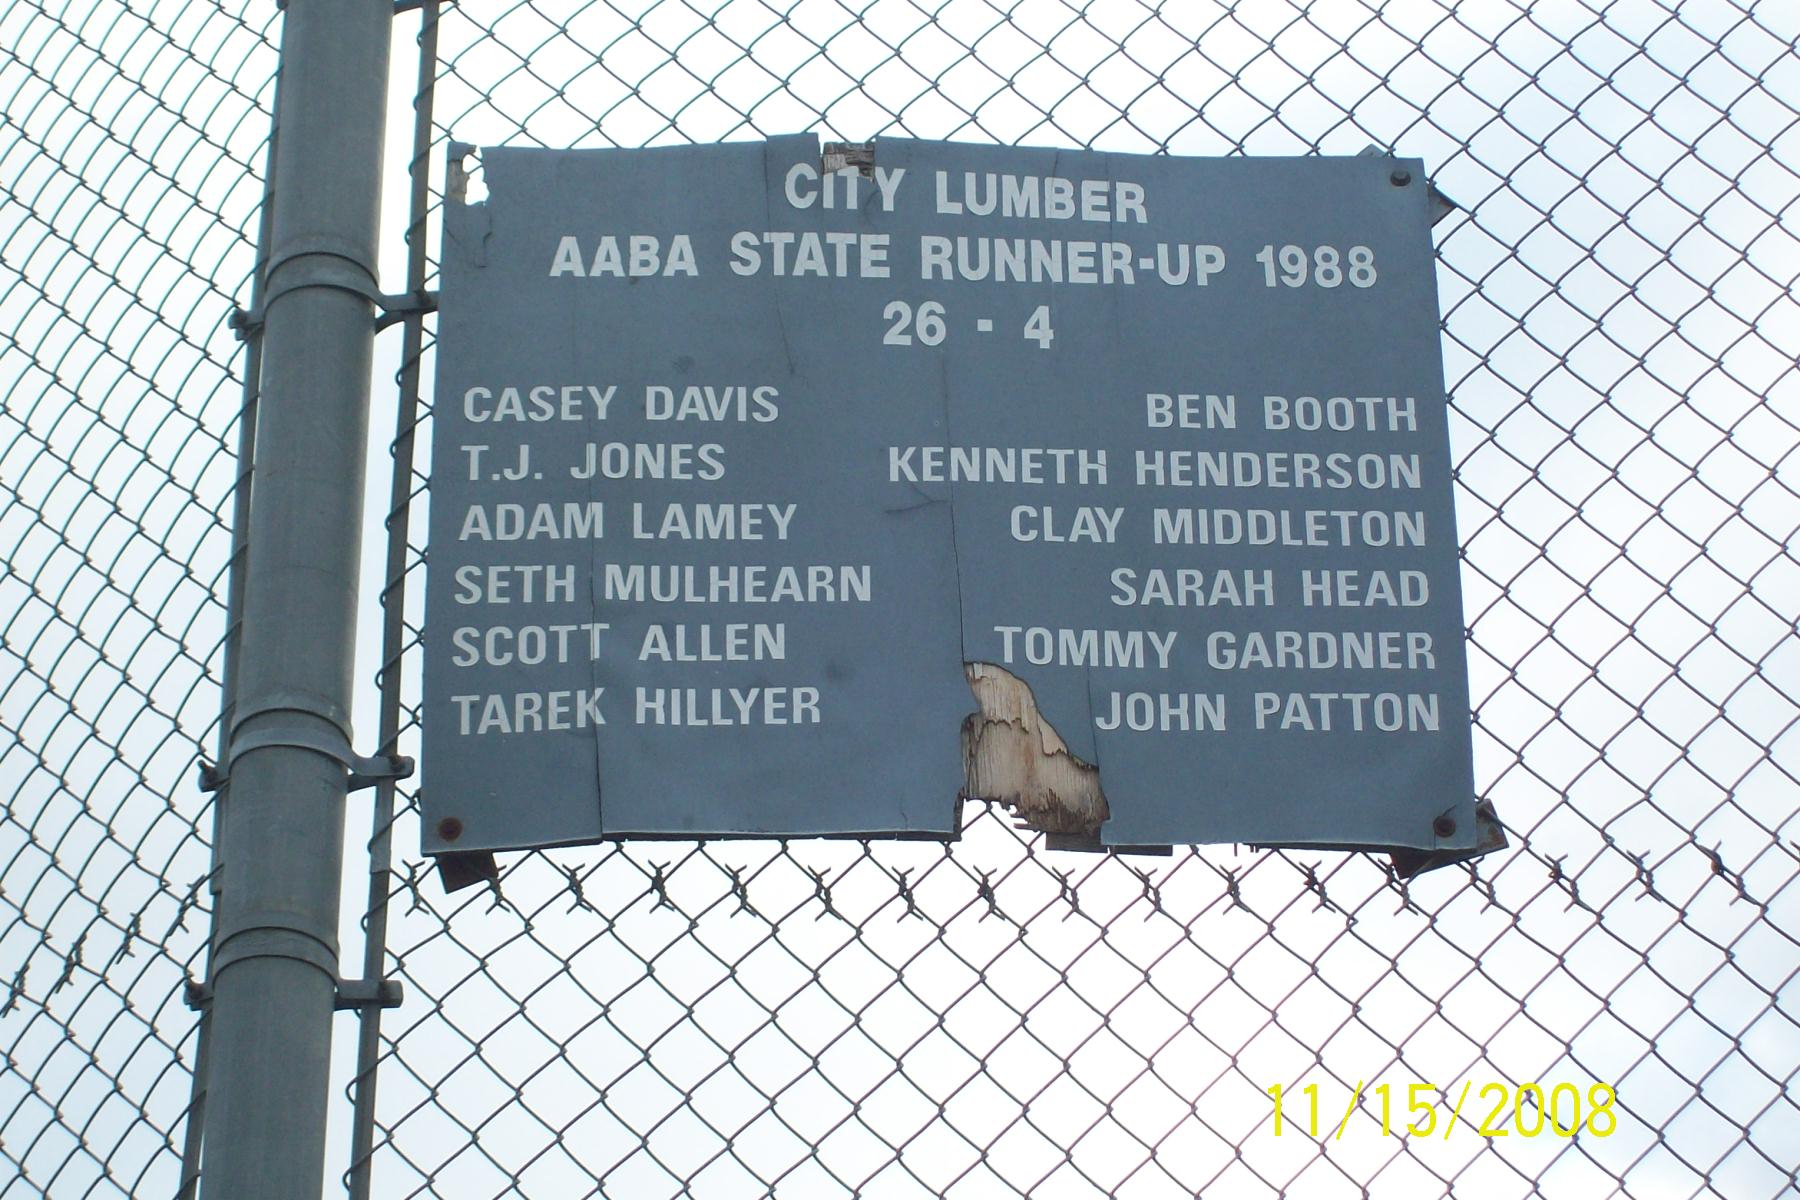 CITY LUMBER
AABA STATE RUNNER-UP 1988
26 - 4
CASEY DAVIS
T.J. JONES
ADAM LAMEY
SETH MULHEARN
SCOTT ALLEN
TAREK HILLYER
BEN BOOTH
KENNETH HENDERSON
CLAY MIDDLETON
SARAH HEAD
TOMMY GARDNER
JOHN PATTON
11/15/2008